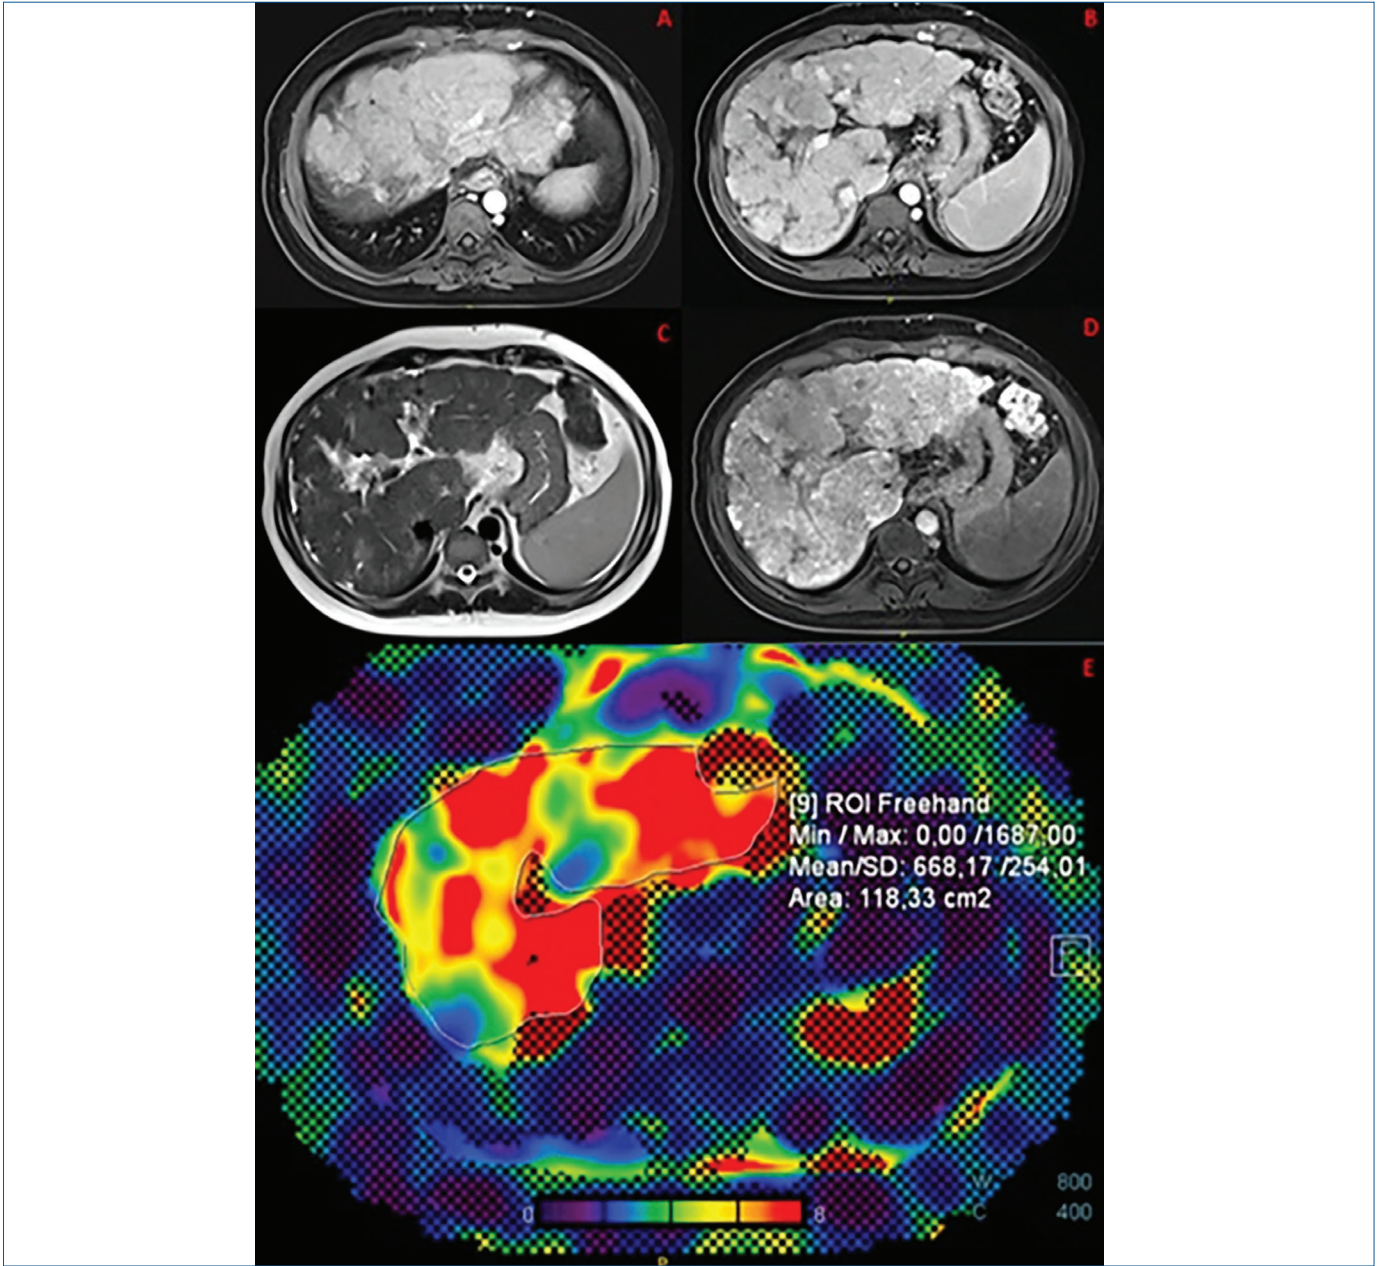 A
B
C
D
E
[9] ROI Freehand
Min / Max: 0,00 /1687,00
Mean/SD: 668,17 /254,01
Area: 118,33 cm2
F
W 800
C 400
0 8
P